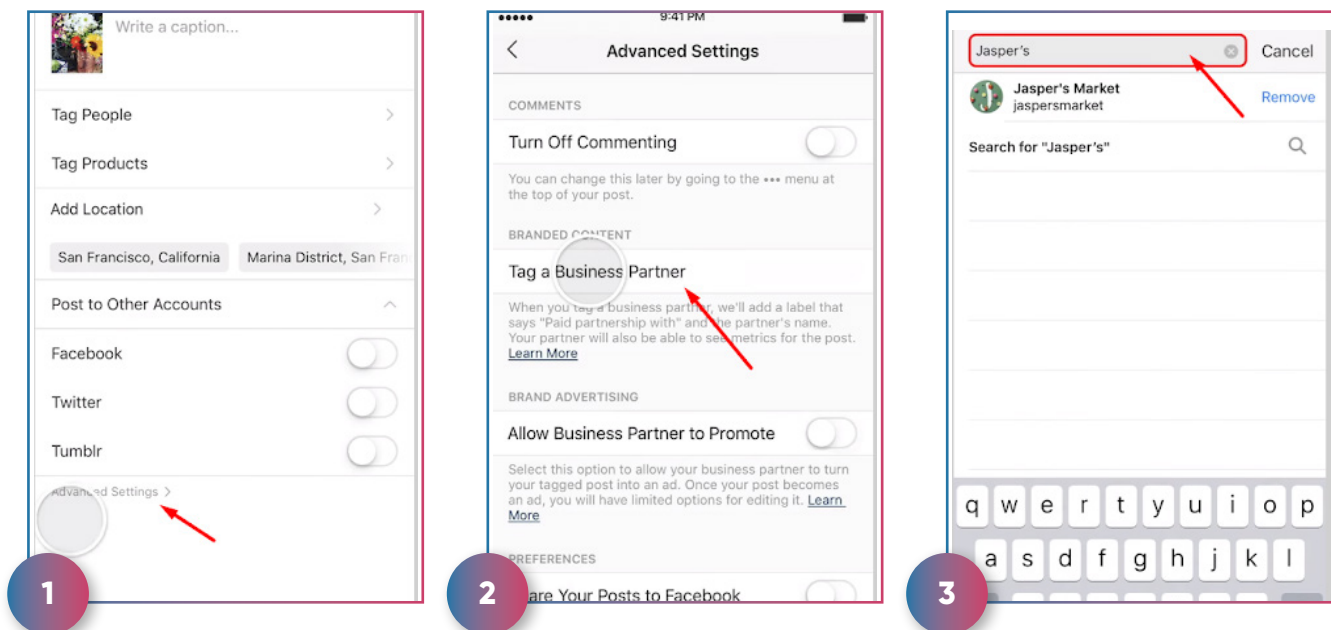 Write a caption...
Tag People
Tag Products
Add Location
San Francisco, California
Marina District, San Fran
Post to Other Accounts
Facebook
Twitter
Tumblr
Advanced Settings >
1
9:41 PM
Advanced Settings
COMMENTS
Turn Off Commenting
You can change this later by going to the ••• menu at
the top of your post.
BRANDED CONTENT
Tag a Business Partner
When you tag a business partner, we'll add a label that
says "Paid partnership with" and the partner's name.
Your partner will also be able to see metrics for the post.
Learn More
BRAND ADVERTISING
Allow Business Partner to Promote
Select this option to allow your business partner to turn
your tagged post into an ad. Once your post becomes
an ad, you will have limited options for editing it. Learn
More
PREFERENCES
Your Posts to Facebook
2
Jasper's
Cancel
Jasper's Market
jaspersmarket
Remove
Search for "Jasper's"
q w e r t y u i o p
a s d f g h j k l
3